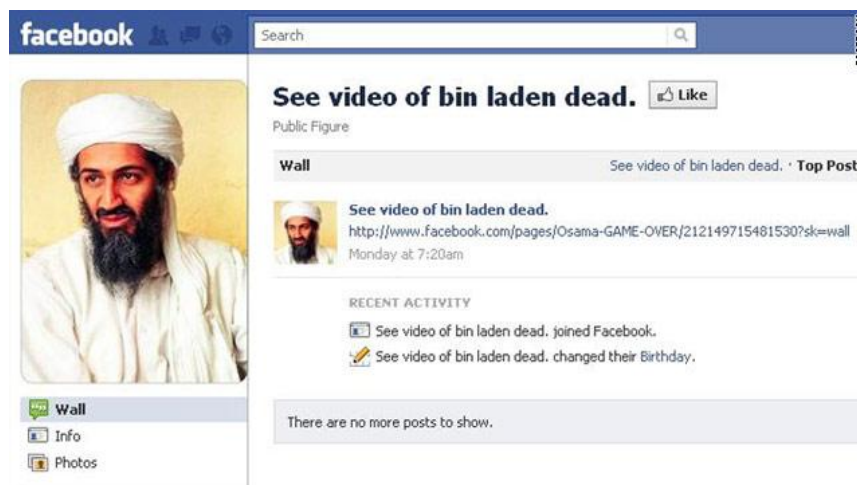 facebook
Search
See video of bin laden dead. Like
Public Figure
Wall See video of bin laden dead. · Top Post
See video of bin laden dead.
http://www.facebook.com/pages/Osama-GAME-OVER/212149715481530?sk=wall
Monday at 7:20am
RECENT ACTIVITY
See video of bin laden dead. joined Facebook.
See video of bin laden dead. changed their Birthday.
There are no more posts to show.
Wall
Info
Photos